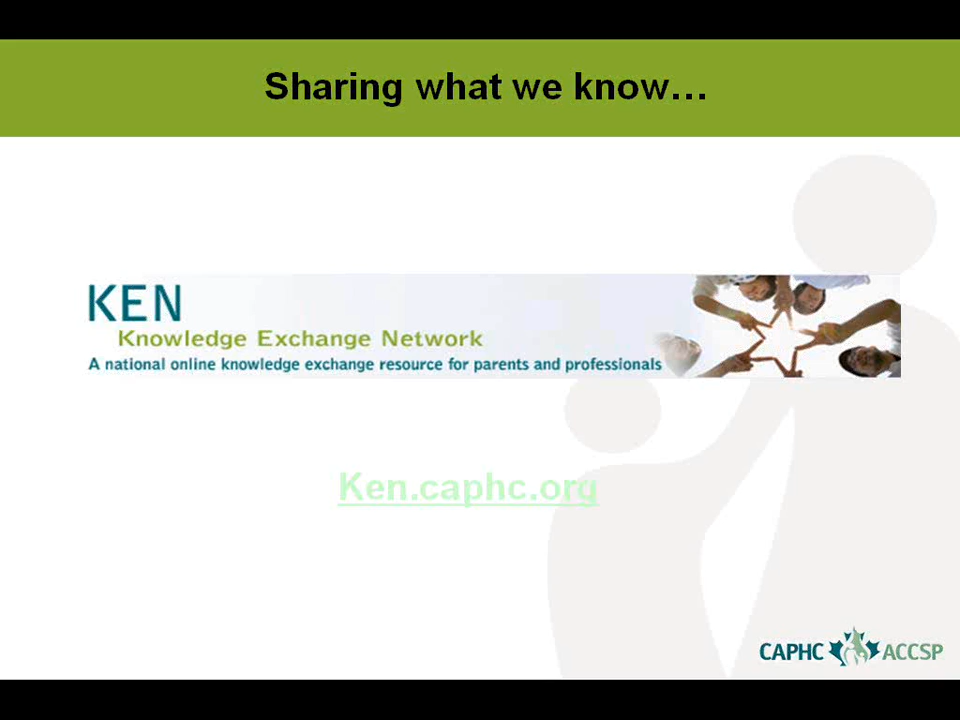 Sharing what we know...
KEN
Knowledge Exchange Network
A national online knowledge exchange resource for parents and professionals
Ken.caphc.org
CAPHC ACCSP